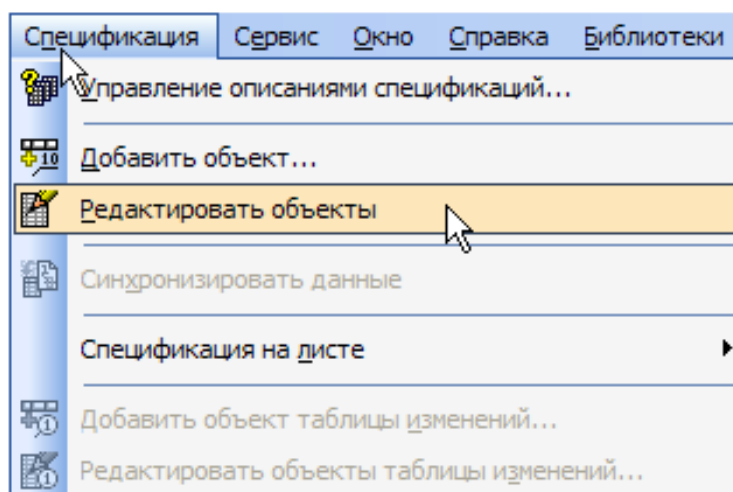 Спецификация Сервис Окно Справка Библиотеки
Управление описаниями спецификаций...
Добавить объект...
Редактировать объекты
Синхронизировать данные
Спецификация на листе
Добавить объект таблицы изменений...
Редактировать объекты таблицы изменений...